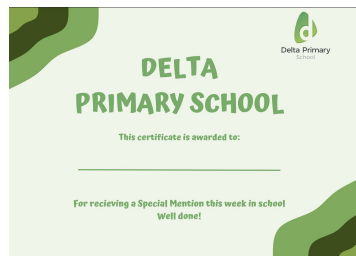 d
Delta Primary
School
DELTA
PRIMARY SCHOOL
This certificate is awarded to:
For recieving a Special Mention this week in school
Well done!